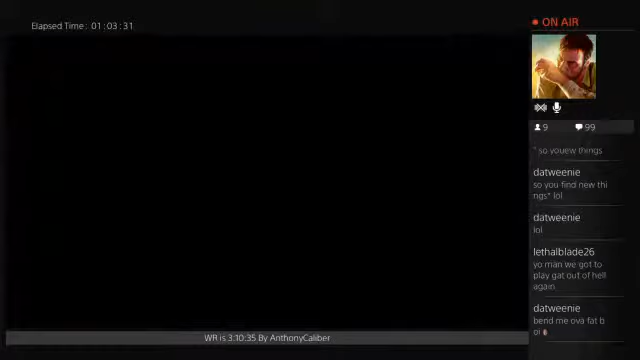 Elapsed Time: 01:03:31
ON AIR
9
99
" so youew things
datweenie
so you find new thi
ngs* lol
datweenie
lol
lethalblade26
yo man we got to
play gat out of hell
again
datweenie
bend me ova fat b
oi
WR is 3:10:35 By AnthonyCaliber